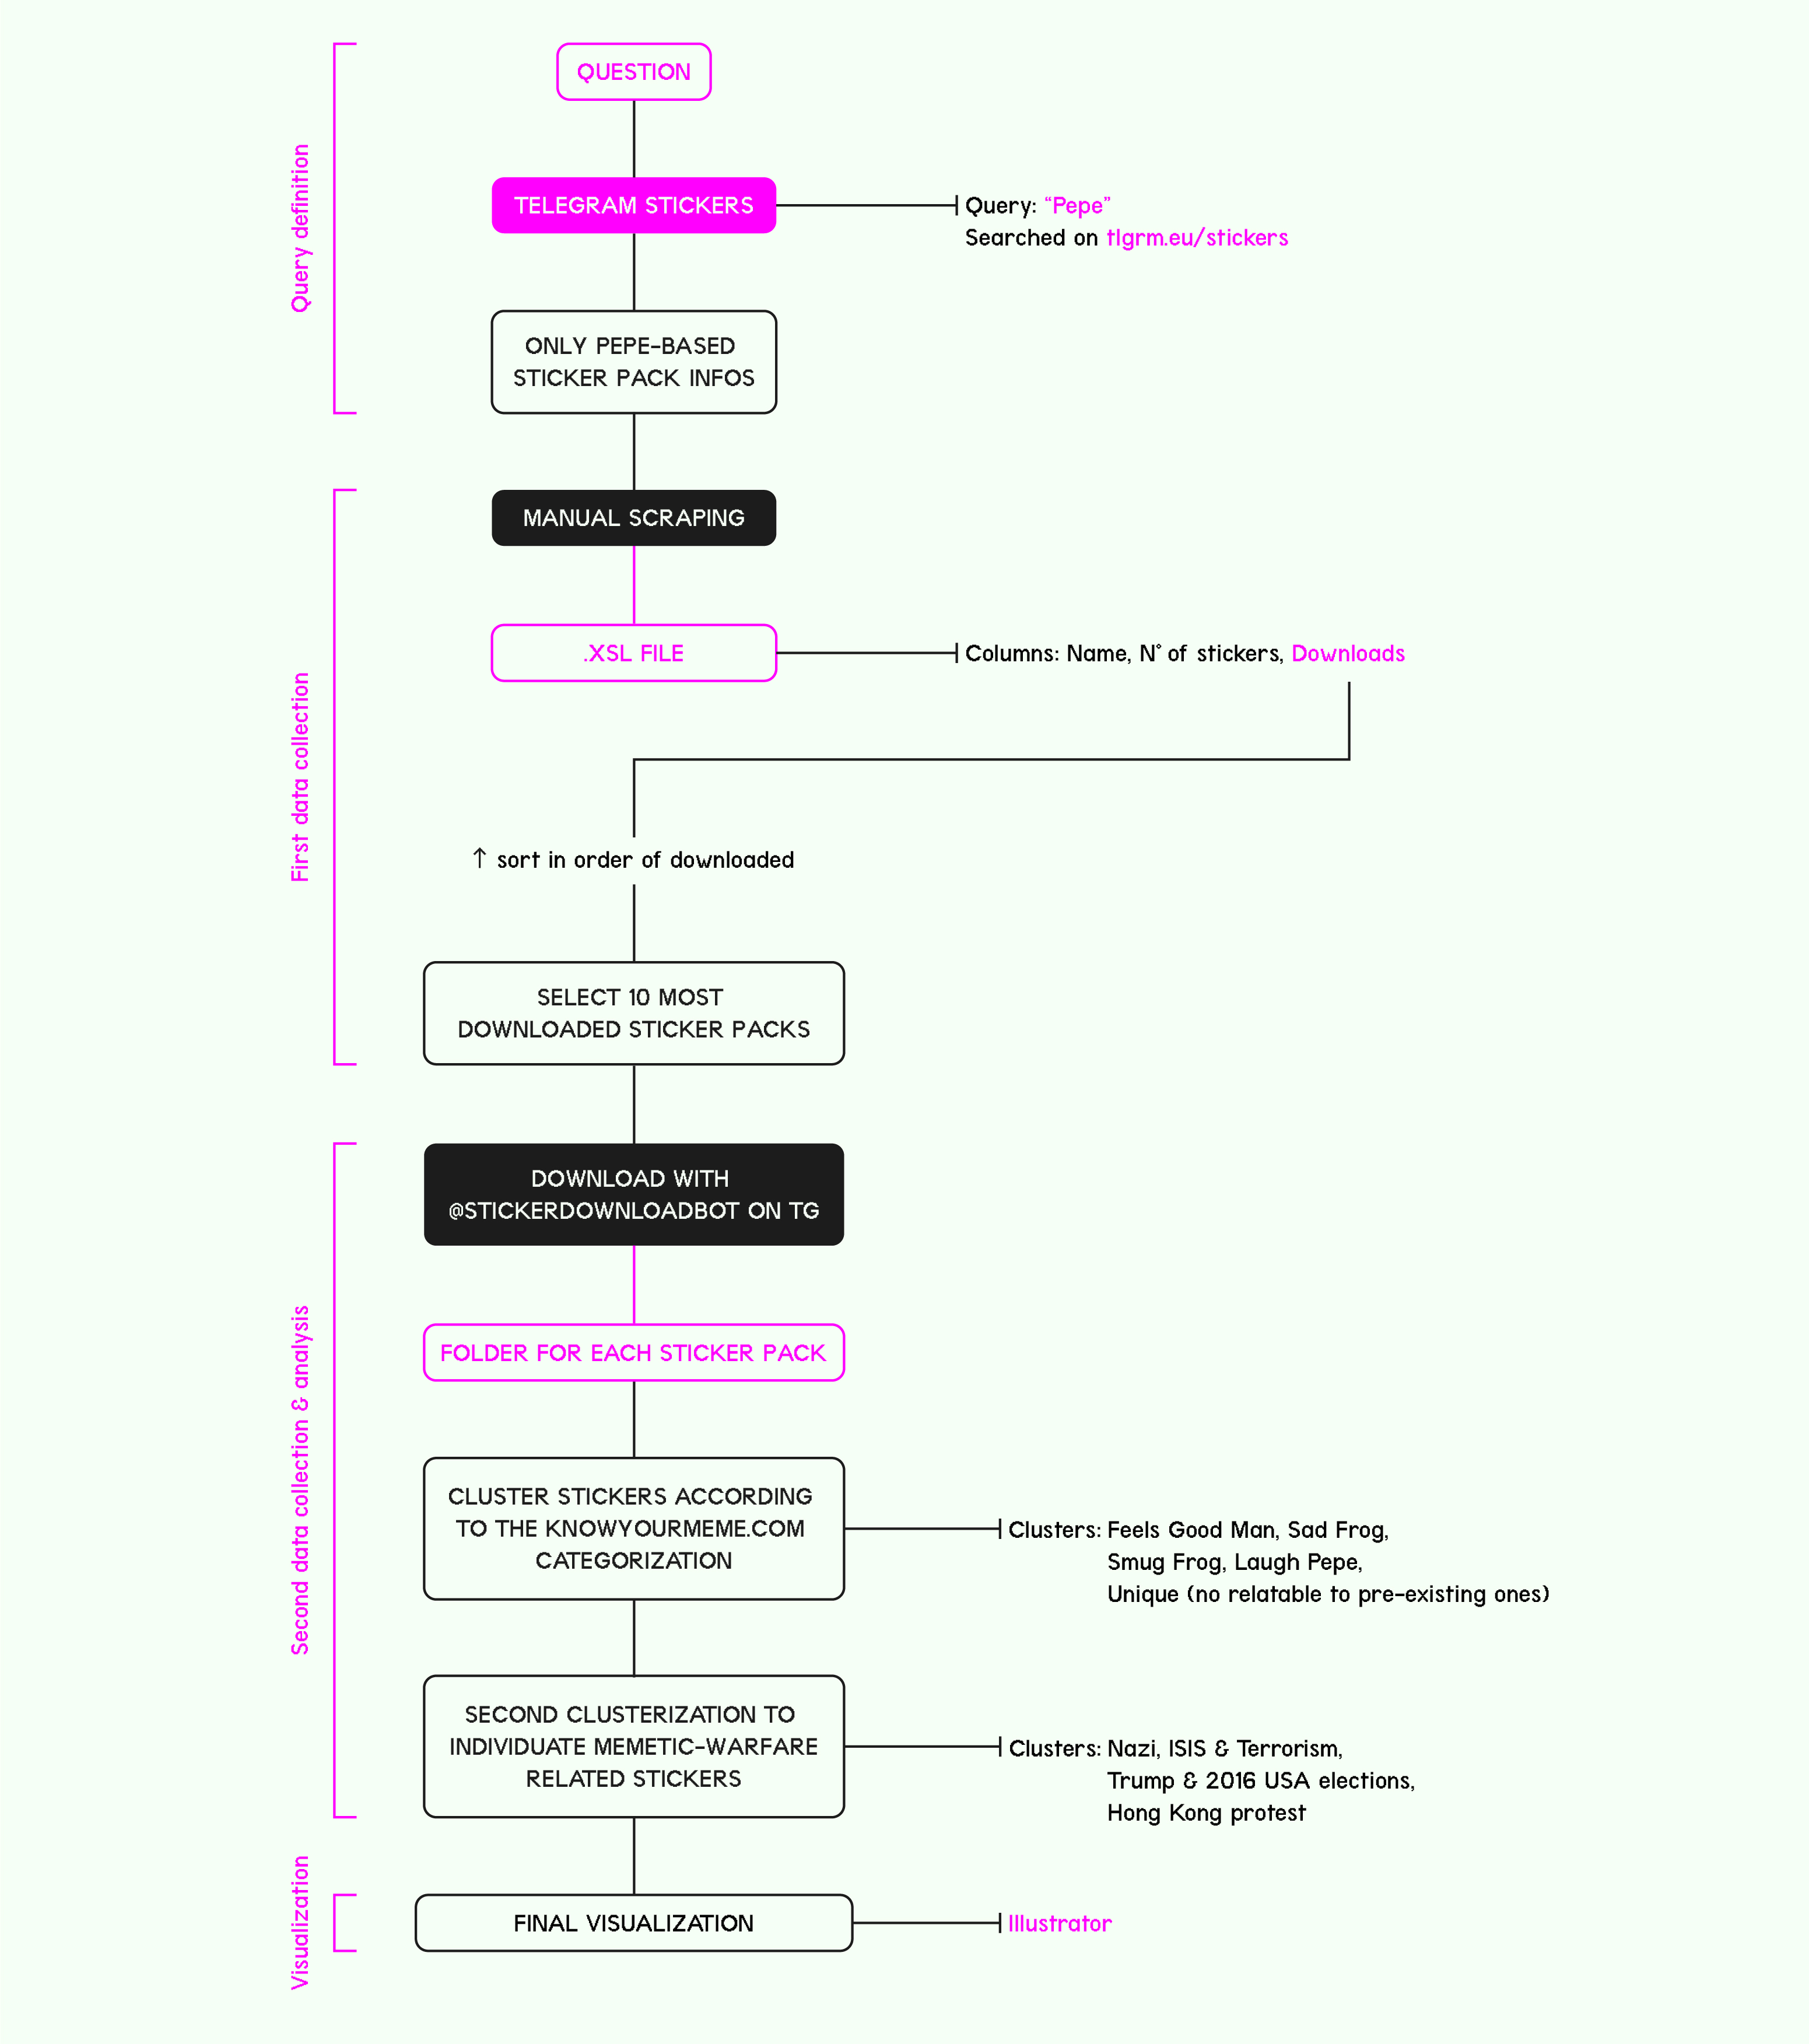 Query definition
QUESTION
TELEGRAM STICKERS
Query: “Pepe”
Searched on tlgrm.eu/stickers
ONLY PEPE-BASED
STICKER PACK INFOS
First data collection
MANUAL SCRAPING
.XSL FILE
Columns: Name, N° of stickers, Downloads
↑ sort in order of downloaded
SELECT 10 MOST
DOWNLOADED STICKER PACKS
Second data collection & analysis
DOWNLOAD WITH
@STICKERDOWNLOADBOT ON TG
FOLDER FOR EACH STICKER PACK
CLUSTER STICKERS ACCORDING
TO THE KNOWYOURMEME.COM
CATEGORIZATION
Clusters: Feels Good Man, Sad Frog,
Smug Frog, Laugh Pepe,
Unique (no relatable to pre-existing ones)
SECOND CLUSTERIZATION TO
INDIVIDUATE MEMETIC-WARFARE
RELATED STICKERS
Clusters: Nazi, ISIS & Terrorism,
Trump & 2016 USA elections,
Hong Kong protest
Visualization
FINAL VISUALIZATION
Illustrator